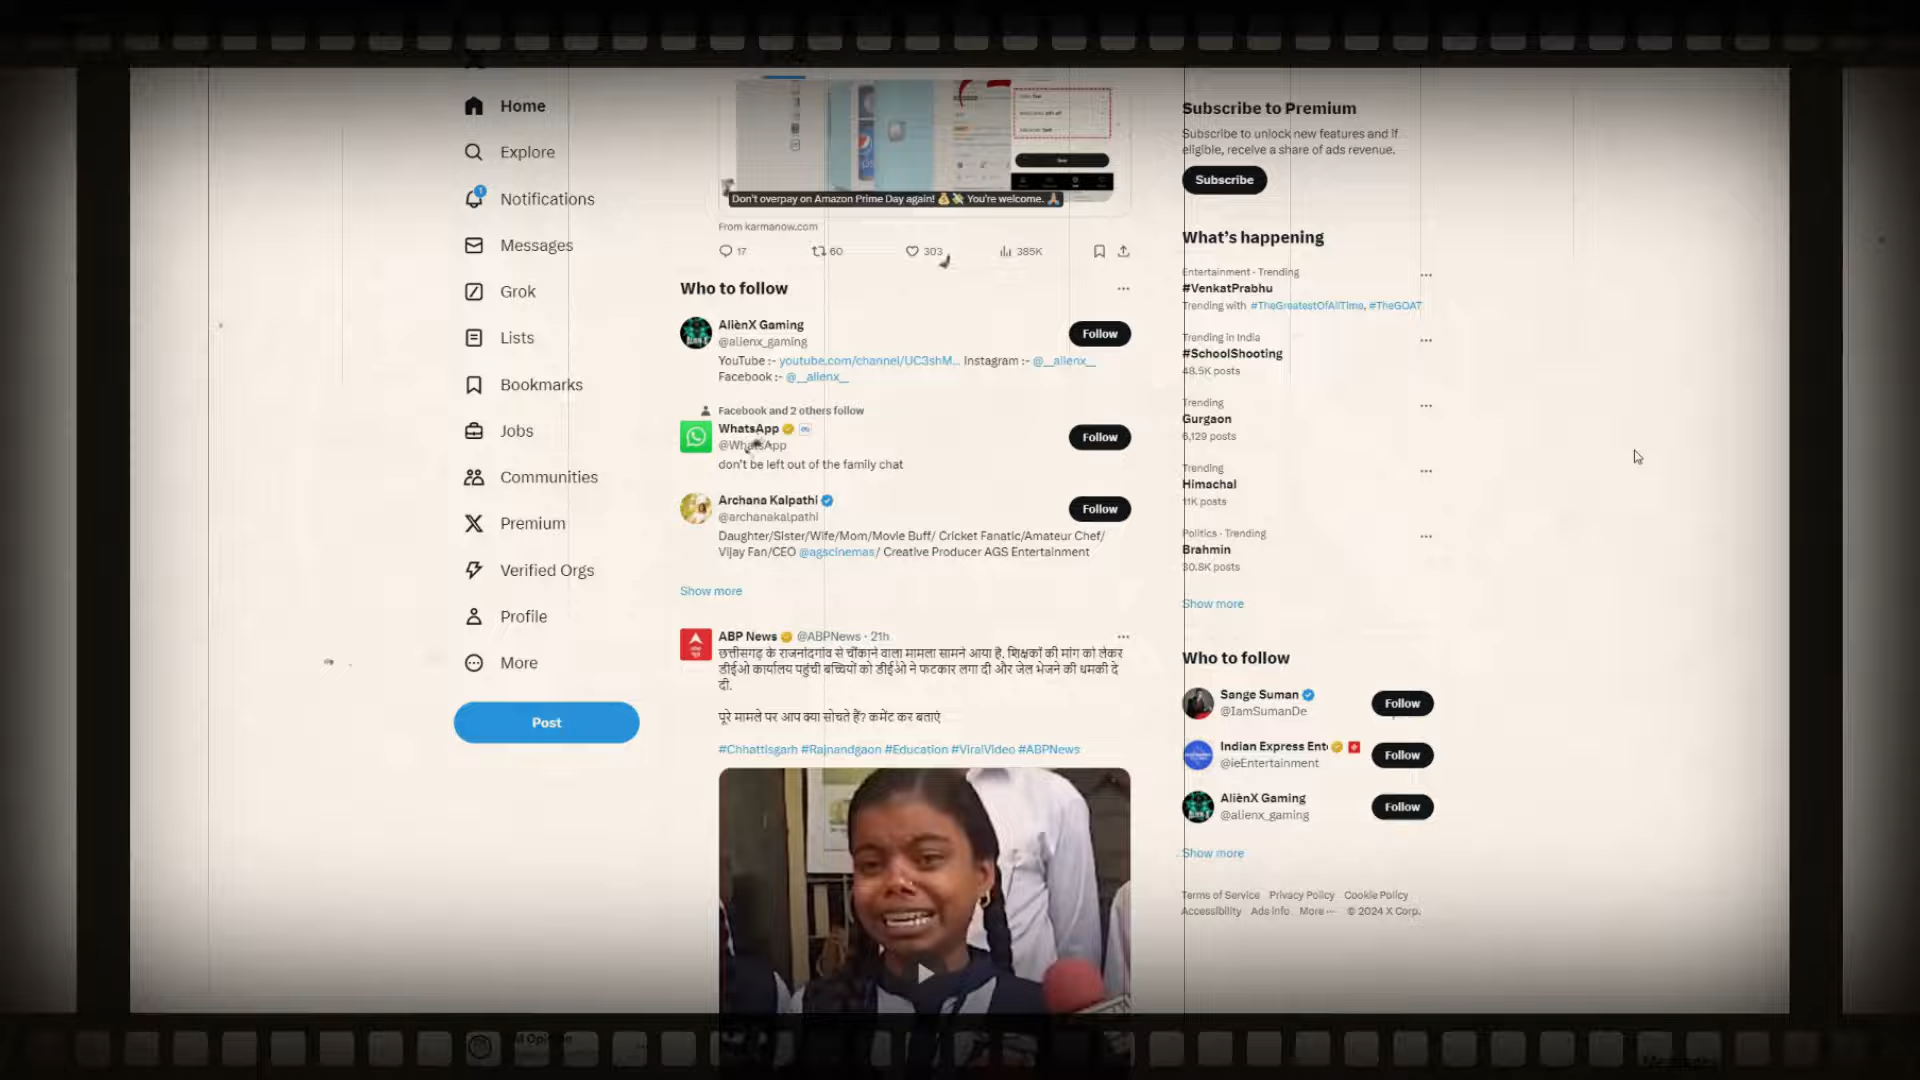 Home
Explore
1
Notifications
Messages
Grok
Lists
Bookmarks
Jobs
Communities
Premium
Verified Orgs
Profile
More
Post
Don't overpay on Amazon Prime Day again! 💰 💸 You're welcome. 🙏
From karmanow.com
17 60 303 385K
Who to follow
AlienX Gaming
@alienx_gaming
Follow
YouTube :- youtube.com/channel/UC3shM... Instagram :- @__alienx__
Facebook :- @__alienx__
Facebook and 2 others follow
WhatsApp
@WhatsApp
Follow
don't be left out of the family chat
Archana Kalpathi
@archanakalpathi
Follow
Daughter/Sister/Wife/Mom/Movie Buff/ Cricket Fanatic/Amateur Chef/
Vijay Fan/CEO @agscinemas/ Creative Producer AGS Entertainment
Show more
ABP News @ABPNews · 21h
छत्तीसगढ़ के राजनांदगांव से चौंकाने वाला मामला सामने आया है. शिक्षकों की मांग को लेकर
डीईओ कार्यालय पहुंची बच्चियों को डीईओ ने फटकार लगा दी और जेल भेजने की धमकी दे
दी.
पूरे मामले पर आप क्या सोचते हैं? कमेंट कर बताएं
#Chhattisgarh #Rajnandgaon #Education #ViralVideo #ABPNews
Subscribe to Premium
Subscribe to unlock new features and if
eligible, receive a share of ads revenue.
Subscribe
What's happening
Entertainment · Trending
#VenkatPrabhu
Trending with #TheGreatestOfAllTime, #TheGOAT
Trending in India
#SchoolShooting
48.5K posts
Trending
Gurgaon
6,129 posts
Trending
Himachal
11K posts
Politics · Trending
Brahmin
30.8K posts
Show more
Who to follow
Sange Suman
@IamSumanDe
Follow
Indian Express Ent
@ieEntertainment
Follow
AlienX Gaming
@alienx_gaming
Follow
Show more
Terms of Service Privacy Policy Cookie Policy
Accessibility Ads info More ··· © 2024 X Corp.
Messages